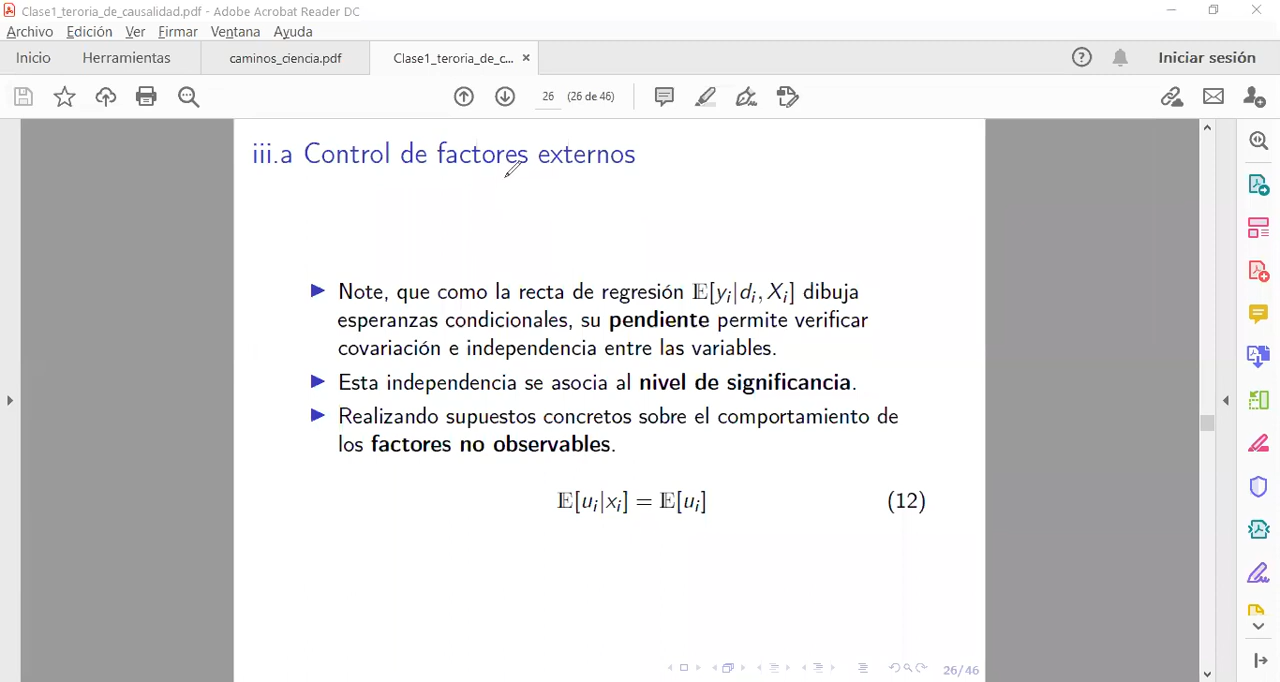 Clase1_teroria_de_causalidad.pdf - Adobe Acrobat Reader DC
Archivo Edición Ver Firmar Ventana Ayuda
Inicio Herramientas caminos_ciencia.pdf Clase1_teroria_de_c... × Iniciar sesión
26 (26 de 46)
iii.a Control de factores externos
Note, que como la recta de regresión 𝔼[yᵢ|dᵢ, Xᵢ] dibuja
esperanzas condicionales, su pendiente permite verificar
covariación e independencia entre las variables.
Esta independencia se asocia al nivel de significancia.
Realizando supuestos concretos sobre el comportamiento de
los factores no observables.
𝔼[uᵢ|xᵢ] = 𝔼[uᵢ] (12)
26/46